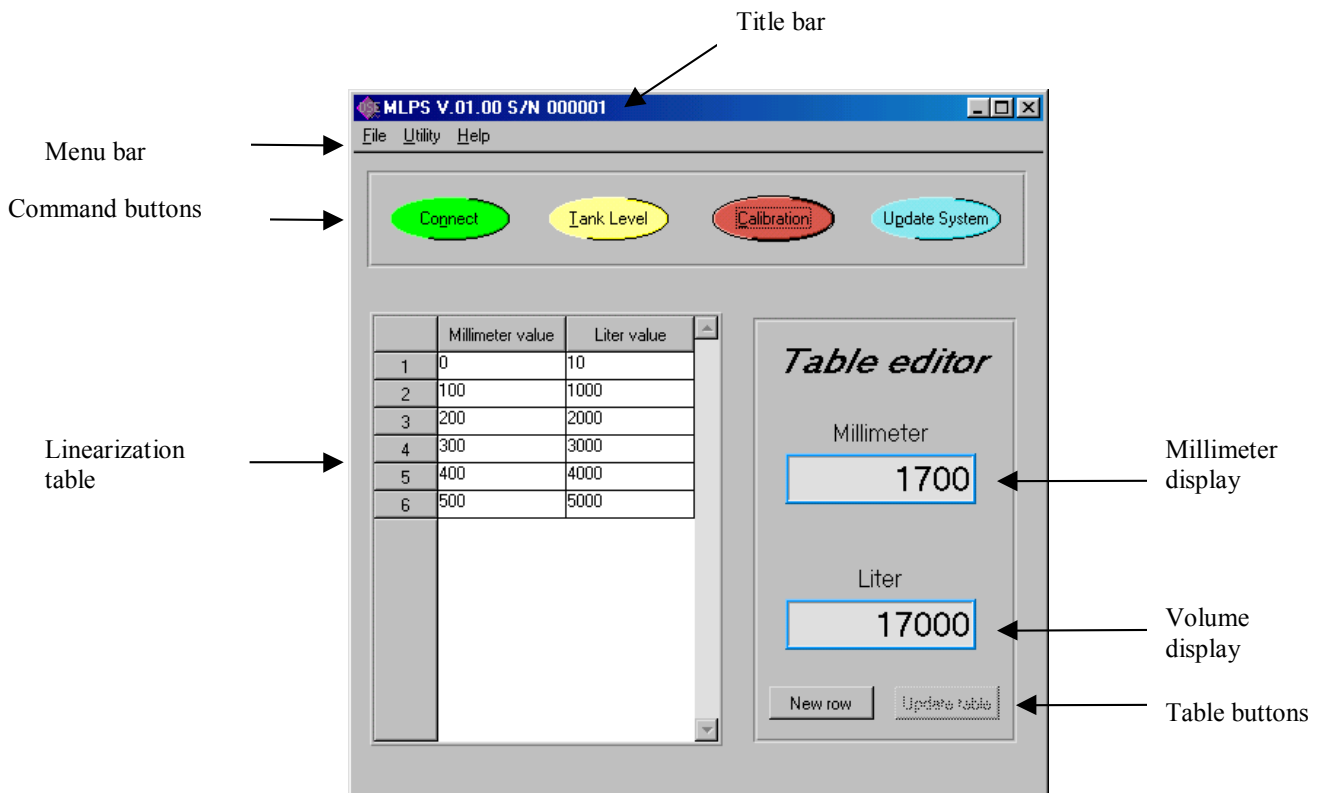 Title bar
MLPS V.01.00 S/N 000001
File Utility Help
Menu bar
Command buttons
Connect Tank Level Calibration Update System
Millimeter value Liter value
1 0 10
2 100 1000
3 200 2000
4 300 3000
5 400 4000
6 500 5000
Linearization
table
Table editor
Millimeter
1700
Millimeter
display
Liter
17000
Volume
display
New row Update table
Table buttons